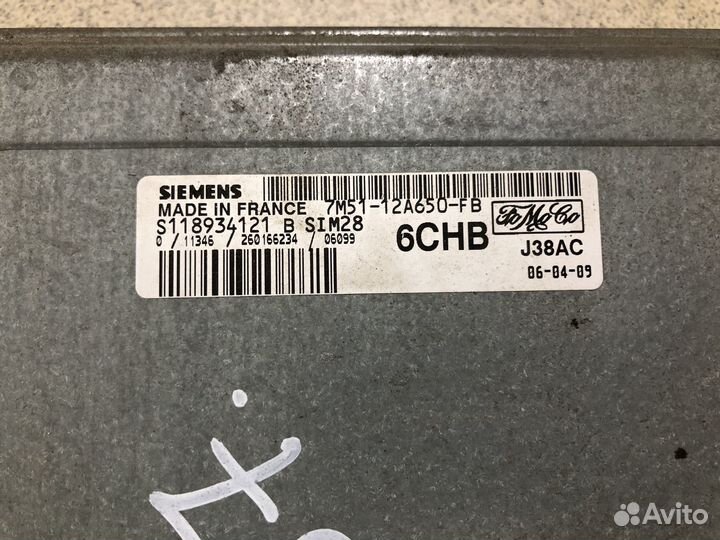 SIEMENS
MADE IN FRANCE 7M51-12A650-FB
S118934121 B SIM28
0 / 11346 / 260166234 / 06099
6CHB
FoMoCo
J38AC
06-04-09
7
Avito